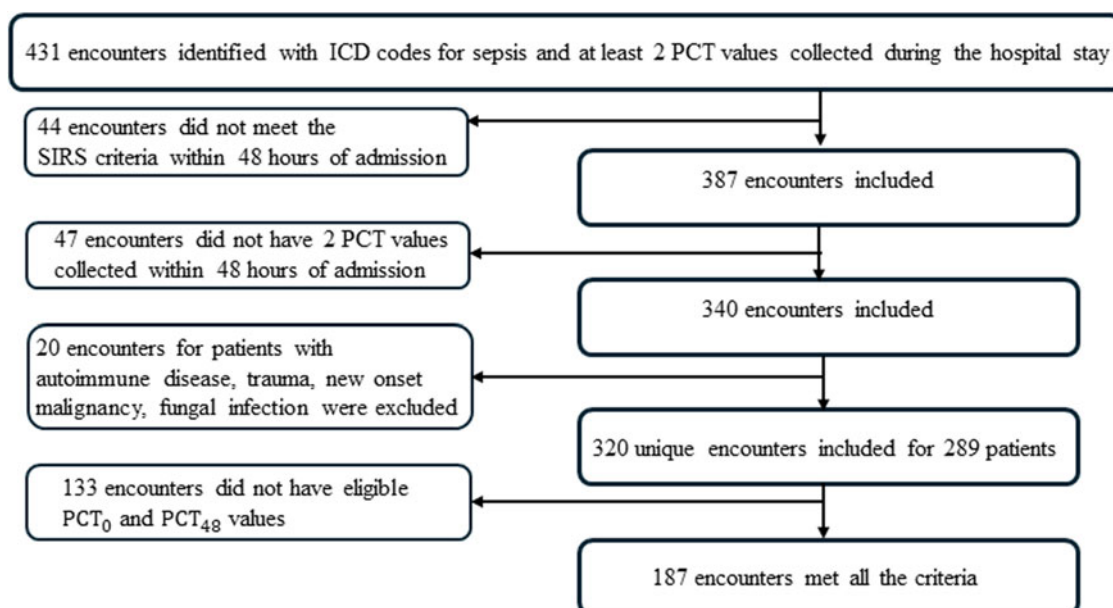 431 encounters identified with ICD codes for sepsis and at least 2 PCT values collected during the hospital stay
44 encounters did not meet the
SIRS criteria within 48 hours of admission
387 encounters included
47 encounters did not have 2 PCT values
collected within 48 hours of admission
340 encounters included
20 encounters for patients with
autoimmune disease, trauma, new onset
malignancy, fungal infection were excluded
320 unique encounters included for 289 patients
133 encounters did not have eligible
PCT₀ and PCT₄₈ values
187 encounters met all the criteria